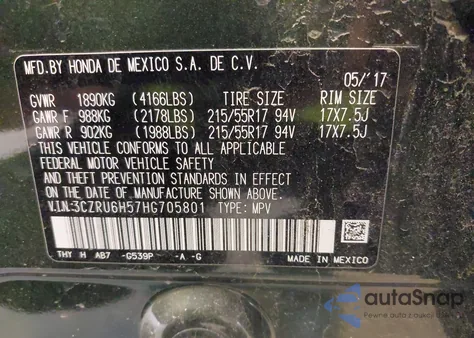 MFD.BY HONDA DE MEXICO S.A. DE C.V.
05/'17
GVWR 1890KG (4166LBS) TIRE SIZE RIM SIZE
GAWR F 988KG (2178LBS) 215/55R17 94V 17X7.5J
GAWR R 902KG (1988LBS) 215/55R17 94V 17X7.5J
THIS VEHICLE CONFORMS TO ALL APPLICABLE
FEDERAL MOTOR VEHICLE SAFETY
AND THEFT PREVENTION STANDARDS IN EFFECT
ON THE DATE OF MANUFACTURE SHOWN ABOVE.
V.I.N:3CZRU6H57HG705801 TYPE: MPV
THY H AB7 -G539P -A -G
MADE IN MEXICO
autoSnap
Pewne auta z Ameryki